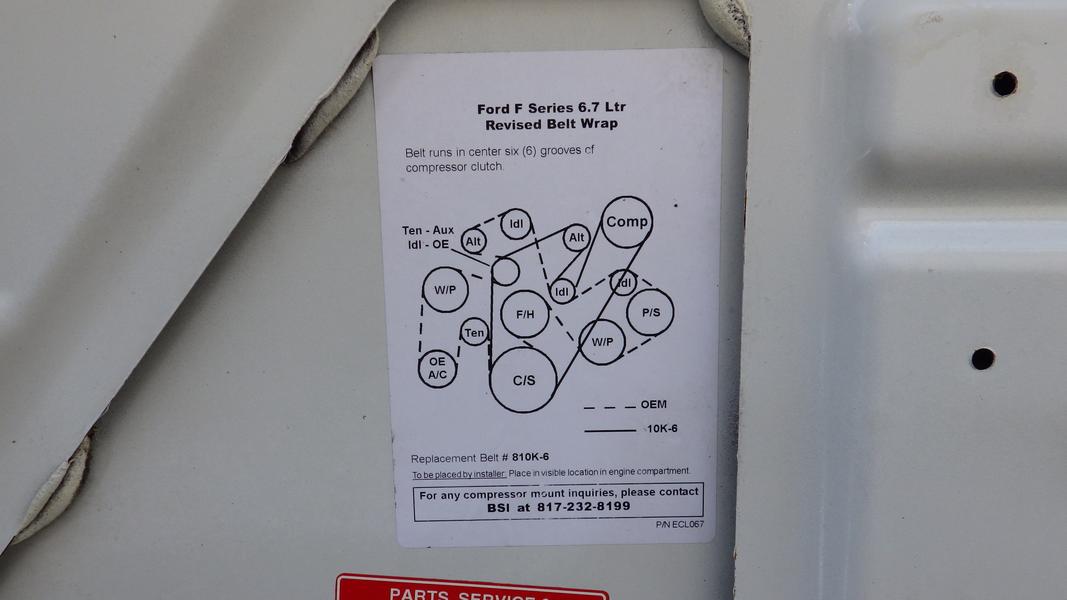 Ford F Series 6.7 Ltr
Revised Belt Wrap
Belt runs in center six (6) grooves of
compressor clutch.
Ten - Aux
Idl - OE
Alt
Idl
Alt
Comp
W/P
Idl
Idl
F/H
P/S
Ten
W/P
OE
A/C
C/S
OEM
10K-6
Replacement Belt # 810K-6
To be placed by installer: Place in visible location in engine compartment.
For any compressor mount inquiries, please contact
BSI at 817-232-8199
P/N ECL067
PARTS, SERVICE